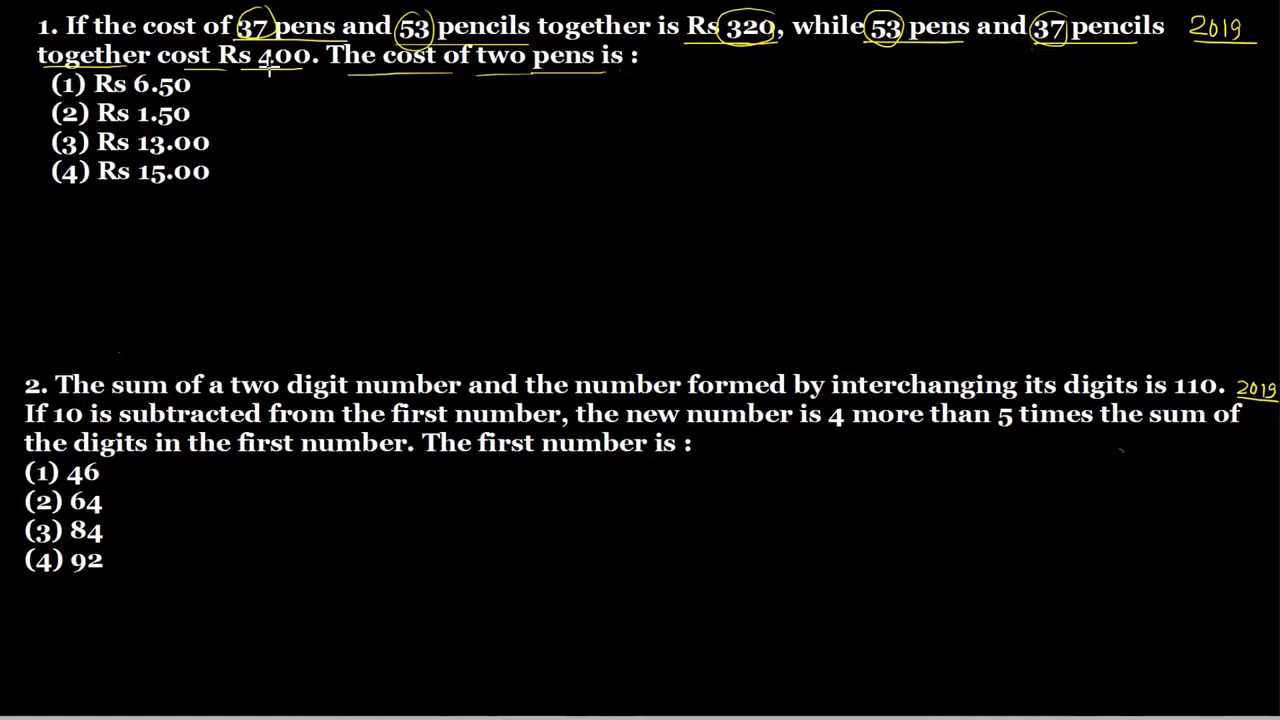 1. If the cost of 37 pens and 53 pencils together is Rs 320, while 53 pens and 37 pencils 2019
together cost Rs 400. The cost of two pens is :
(1) Rs 6.50
(2) Rs 1.50
(3) Rs 13.00
(4) Rs 15.00
2. The sum of a two digit number and the number formed by interchanging its digits is 110. 2019
If 10 is subtracted from the first number, the new number is 4 more than 5 times the sum of
the digits in the first number. The first number is :
(1) 46
(2) 64
(3) 84
(4) 92